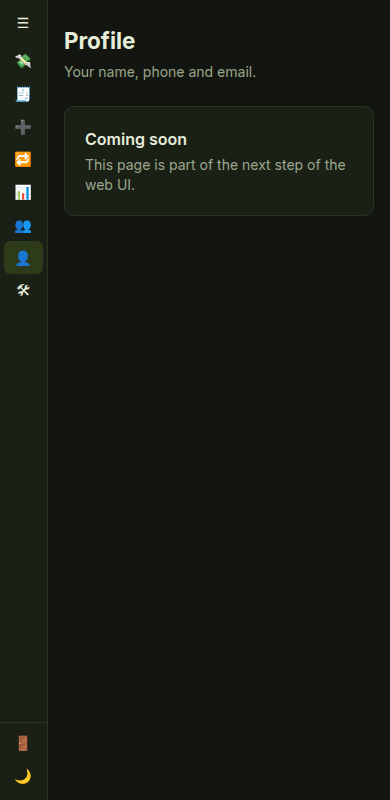 Profile
Your name, phone and email.
Coming soon
This page is part of the next step of the
web UI.